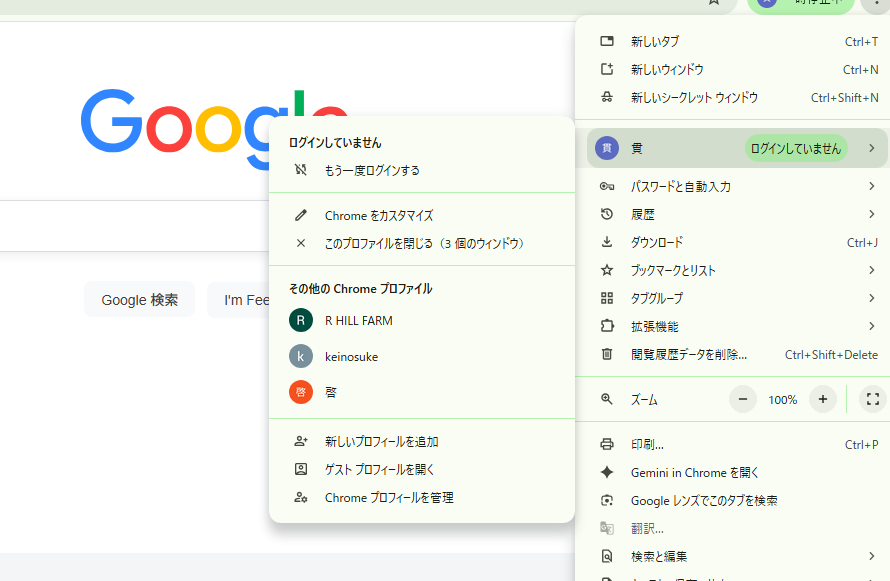 新しいタブ Ctrl+T
新しいウィンドウ Ctrl+N
新しいシークレット ウィンドウ Ctrl+Shift+N
貫 貫 ログインしていません
パスワードと自動入力
履歴
ダウンロード Ctrl+J
ブックマークとリスト
タブグループ
拡張機能
閲覧履歴データを削除... Ctrl+Shift+Delete
ズーム − 100% +
印刷... Ctrl+P
Gemini in Chrome を開く
Google レンズでこのタブを検索
翻訳...
検索と編集
ログインしていません
もう一度ログインする
Chrome をカスタマイズ
このプロファイルを閉じる（3 個のウィンドウ）
その他の Chrome プロファイル
R R HILL FARM
k keinosuke
啓 啓
新しいプロフィールを追加
ゲスト プロフィールを開く
Chrome プロフィールを管理
Google
Google 検索
I'm Fee